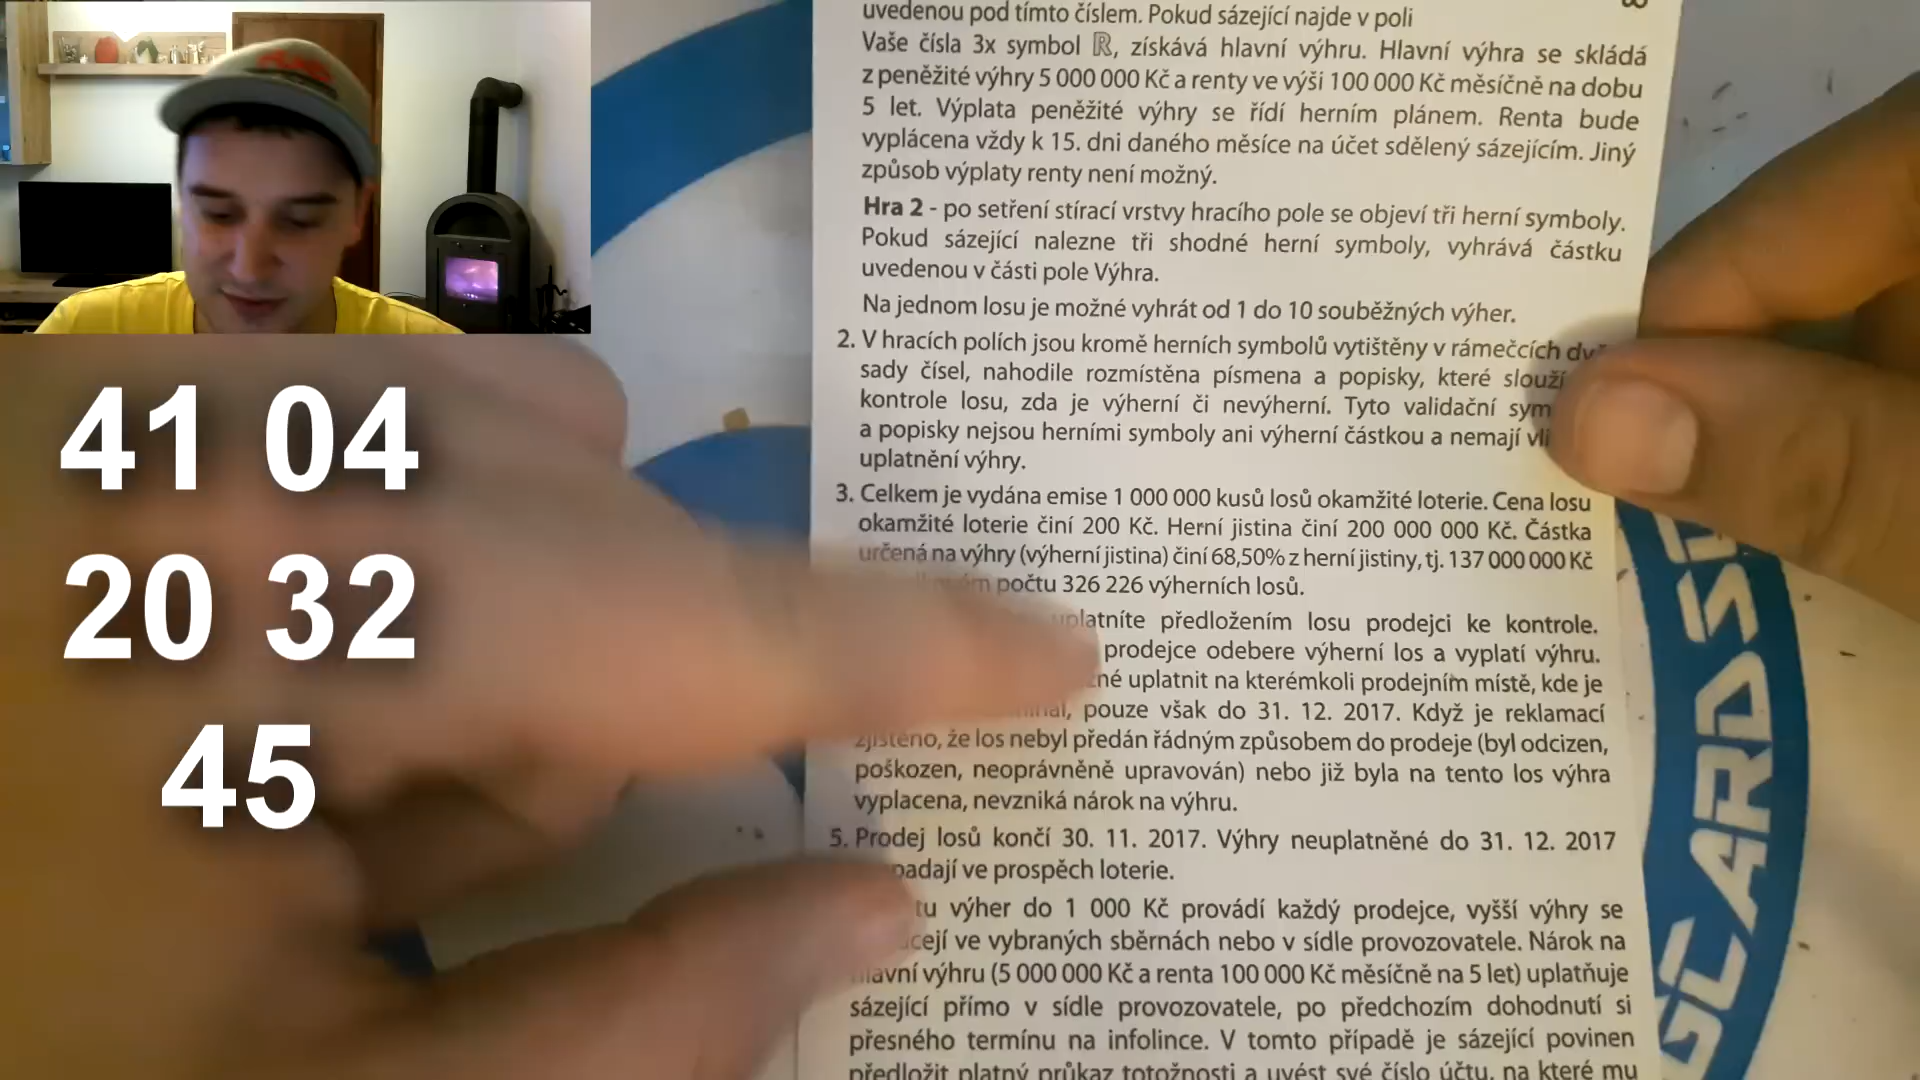 41 04
20 32
45
uvedenou pod tímto číslem. Pokud sázející najde v poli
Vaše čísla 3x symbol ℝ, získává hlavní výhru. Hlavní výhra se skládá
z peněžité výhry 5 000 000 Kč a renty ve výši 100 000 Kč měsíčně na dobu
5 let. Výplata peněžité výhry se řídí herním plánem. Renta bude
vyplácena vždy k 15. dni daného měsíce na účet sdělený sázejícím. Jiný
způsob výplaty renty není možný.
Hra 2 - po setření stírací vrstvy hracího pole se objeví tři herní symboly.
Pokud sázející nalezne tři shodné herní symboly, vyhrává částku
uvedenou v části pole Výhra.
Na jednom losu je možné vyhrát od 1 do 10 souběžných výher.
2. V hracích polích jsou kromě herních symbolů vytištěny v rámečcích
sady čísel, nahodile rozmístěna písmena a popisky, které slouží
kontrole losu, zda je výherní či nevýherní. Tyto validační
a popisky nejsou herními symboly ani výherní částkou a nemají
uplatnění výhry.
3. Celkem je vydána emise 1 000 000 kusů losů okamžité loterie. Cena losu
okamžité loterie činí 200 Kč. Herní jistina činí 200 000 000 Kč. Částka
určená na výhry (výherní jistina) činí 68,50% z herní jistiny, tj. 137 000 000 Kč
počtu 326 226 výherních losů.
uplatníte předložením losu prodejci ke kontrole.
prodejce odebere výherní los a vyplatí výhru.
uplatnit na kterémkoli prodejním místě, kde je
pouze však do 31. 12. 2017. Když je reklamací
zjištěno, že los nebyl předán řádným způsobem do prodeje (byl odcizen,
poškozen, neoprávněně upravován) nebo již byla na tento los výhra
vyplacena, nevzniká nárok na výhru.
5. Prodej losů končí 30. 11. 2017. Výhry neuplatněné do 31. 12. 2017
ve prospěch loterie.
výher do 1 000 Kč provádí každý prodejce, vyšší výhry se
ve vybraných sběrnách nebo v sídle provozovatele. Nárok na
hlavní výhru (5 000 000 Kč a renta 100 000 Kč měsíčně na 5 let) uplatňuje
sázející přímo v sídle provozovatele, po předchozím dohodnutí si
přesného termínu na infolince. V tomto případě je sázející povinen
předložit platný průkaz totožnosti a uvést své číslo účtu, na které mu